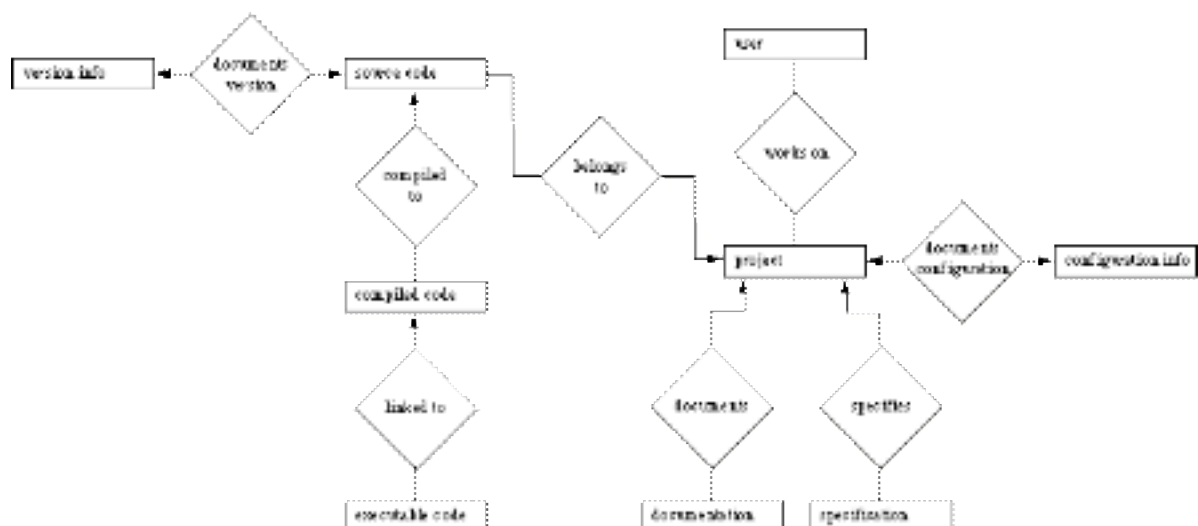 user
version info
documents
version
source code
works on
compiled
to
belongs
to
project
documents
configuration
configuration info
compiled code
linked to
documents
specifies
executable code
documentation
specification